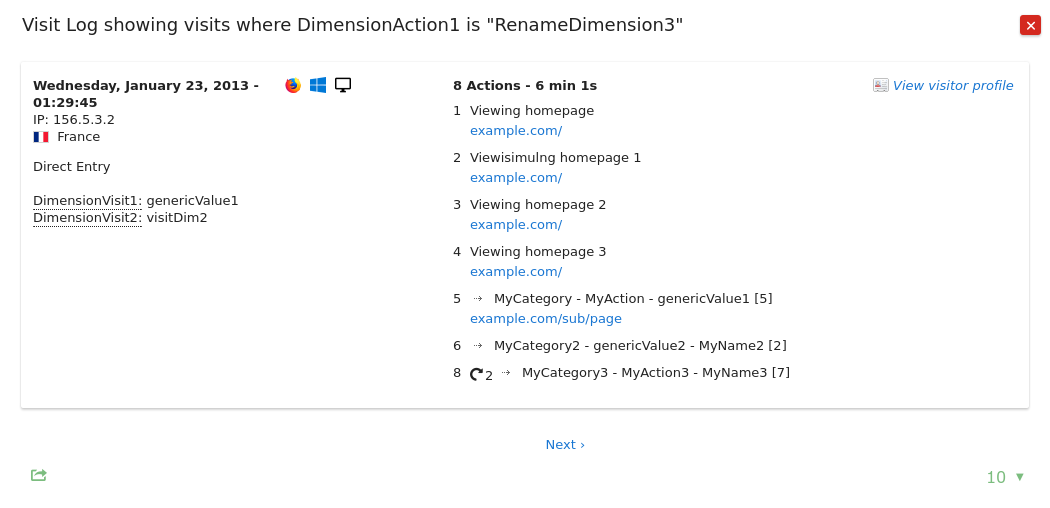 Visit Log showing visits where DimensionAction1 is "RenameDimension3"
Wednesday, January 23, 2013 -
01:29:45
IP: 156.5.3.2
France
Direct Entry
DimensionVisit1: genericValue1
DimensionVisit2: visitDim2
8 Actions - 6 min 1s
View visitor profile
1 Viewing homepage
example.com/
2 Viewisimulng homepage 1
example.com/
3 Viewing homepage 2
example.com/
4 Viewing homepage 3
example.com/
5 ⇢ MyCategory - MyAction - genericValue1 [5]
example.com/sub/page
6 ⇢ MyCategory2 - genericValue2 - MyName2 [2]
8 2 ⇢ MyCategory3 - MyAction3 - MyName3 [7]
Next ›
10 ▼